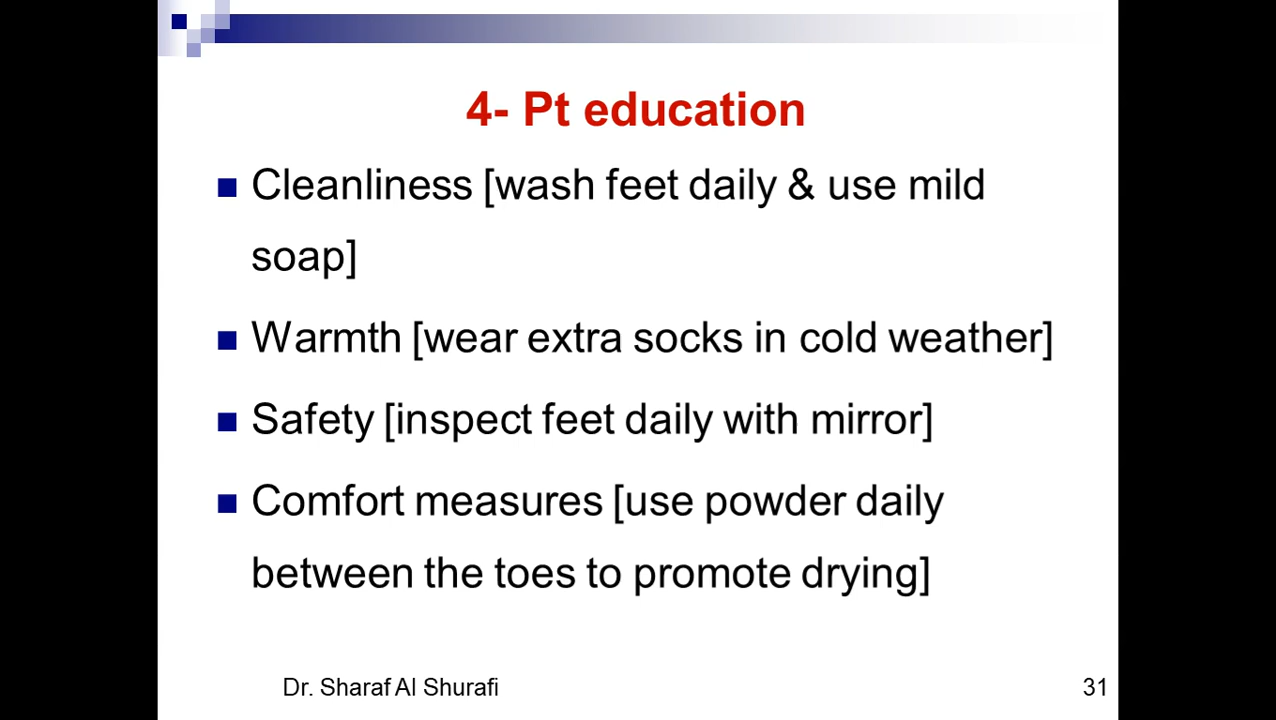 4- Pt education
Cleanliness [wash feet daily & use mild
soap]
Warmth [wear extra socks in cold weather]
Safety [inspect feet daily with mirror]
Comfort measures [use powder daily
between the toes to promote drying]
Dr. Sharaf Al Shurafi
31